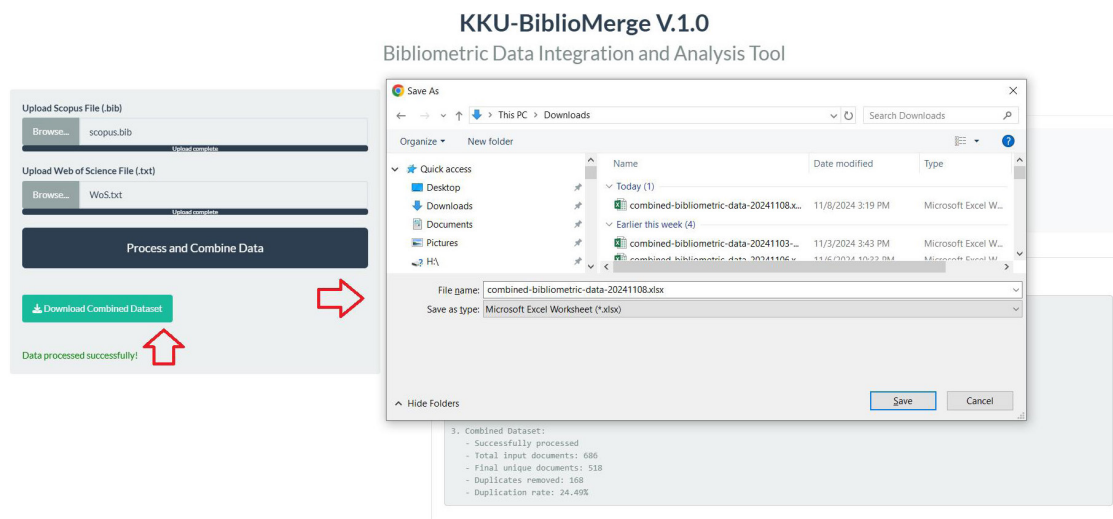 KKU-BiblioMerge V.1.0
Bibliometric Data Integration and Analysis Tool
Upload Scopus File (.bib)
Browse... scopus.bib
Upload complete
Upload Web of Science File (.txt)
Browse... WoS.txt
Upload complete
Process and Combine Data
Download Combined Dataset
Data processed successfully!
Save As
This PC > Downloads
Search Downloads
Organize
New folder
Quick access
Desktop
Downloads
Documents
Pictures
H:\
Name Date modified Type
Today (1)
combined-bibliometric-data-20241108.x... 11/8/2024 3:19 PM Microsoft Excel W...
Earlier this week (4)
combined-bibliometric-data-20241103-... 11/3/2024 3:43 PM Microsoft Excel W...
combined-bibliometric-data-20241106.x... 11/6/2024 10:33 PM Microsoft Excel W...
File name: combined-bibliometric-data-20241108.xlsx
Save as type: Microsoft Excel Worksheet (*.xlsx)
Hide Folders
Save
Cancel
3. Combined Dataset:
- Successfully processed
- Total input documents: 686
- Final unique documents: 518
- Duplicates removed: 168
- Duplication rate: 24.49%